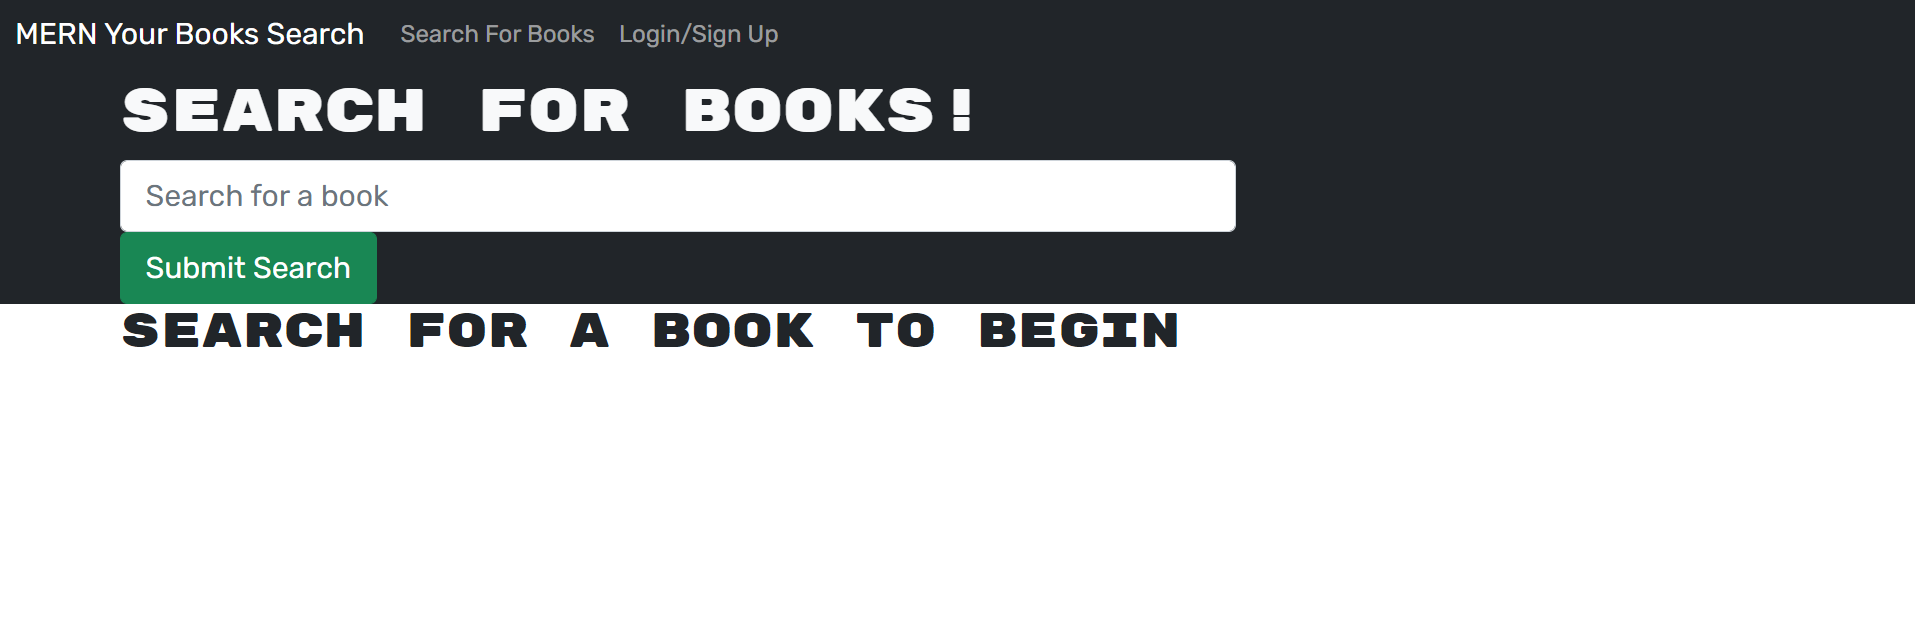 MERN Your Books Search Search For Books Login/Sign Up
SEARCH FOR BOOKS!
Search for a book
Submit Search
SEARCH FOR A BOOK TO BEGIN